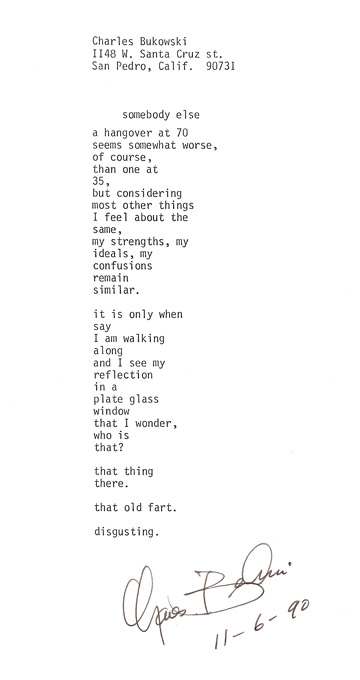 Charles Bukowski
1148 W. Santa Cruz st.
San Pedro, Calif.  90731
somebody else
a hangover at 70
seems somewhat worse,
of course,
than one at
35,
but considering
most other things
I feel about the
same,
my strengths, my
ideals, my
confusions
remain
similar.
it is only when
say
I am walking
along
and I see my
reflection
in a
plate glass
window
that I wonder,
who is
that?
that thing
there.
that old fart.
disgusting.
11-6-90